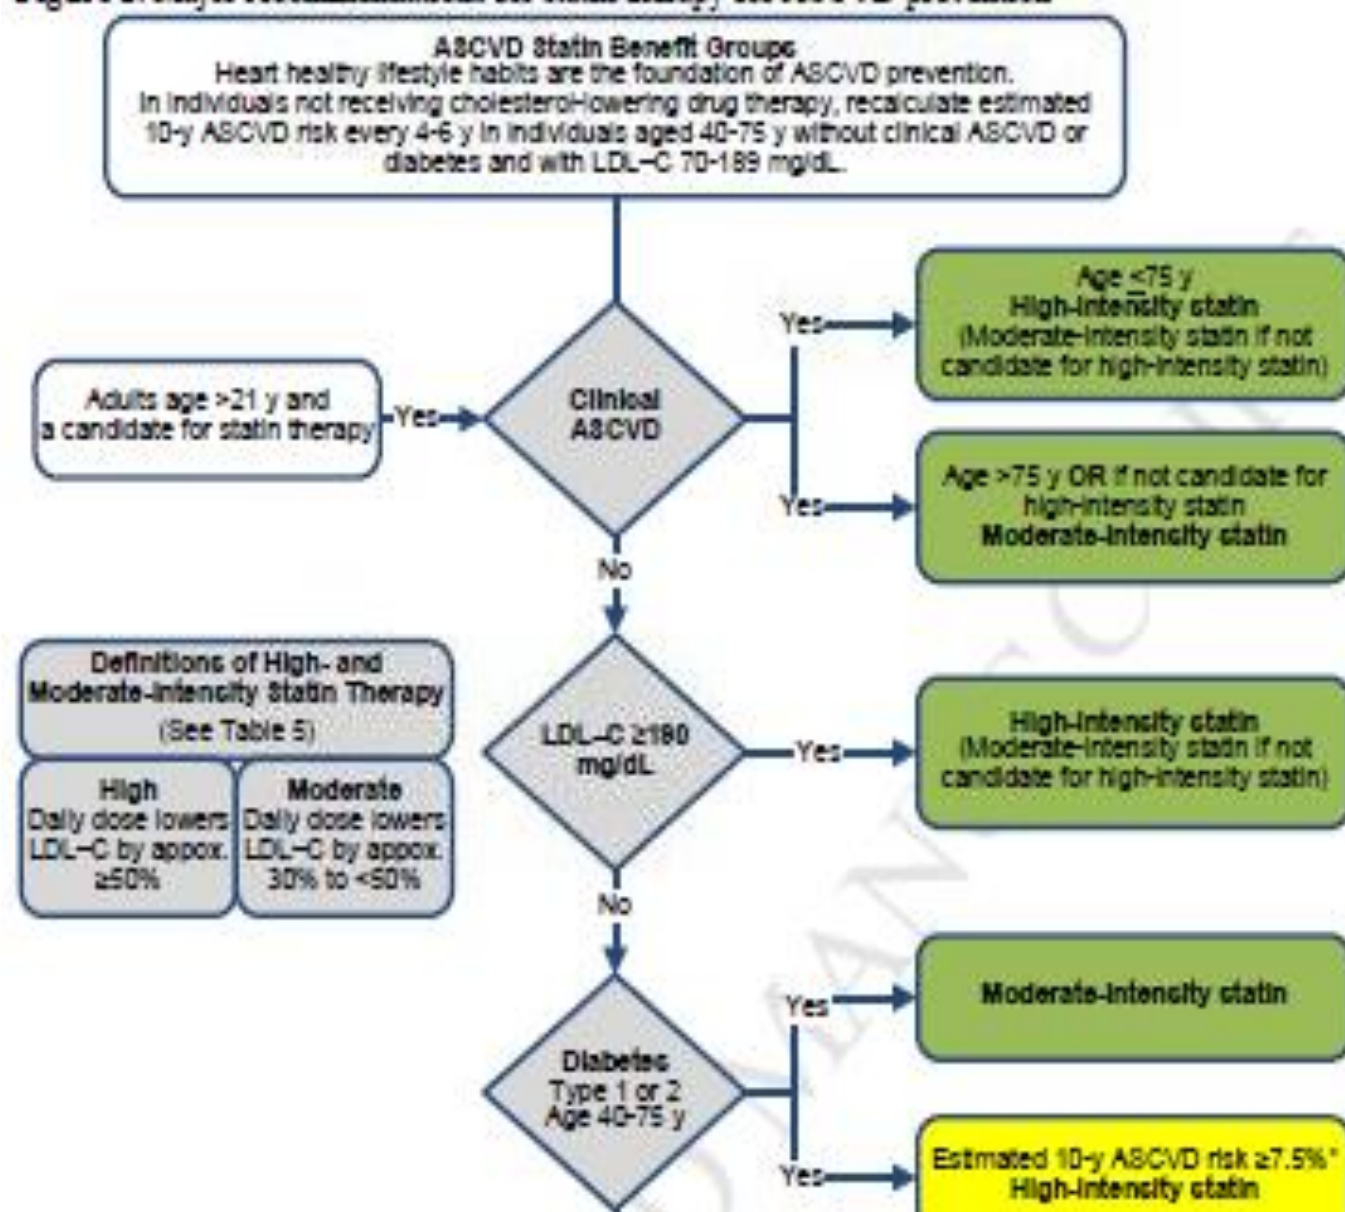 ASCVD Statin Benefit Groups
Heart healthy lifestyle habits are the foundation of ASCVD prevention.
In individuals not receiving cholesterol-lowering drug therapy, recalculate estimated
10-y ASCVD risk every 4-6 y in individuals aged 40-75 y without clinical ASCVD or
diabetes and with LDL–C 70-189 mg/dL.
Adults age >21 y and
a candidate for statin therapy
Yes
Clinical
ASCVD
Yes
Age ≤75 y
High-intensity statin
(Moderate-intensity statin if not
candidate for high-intensity statin)
Yes
Age >75 y OR if not candidate for
high-intensity statin
Moderate-intensity statin
No
Definitions of High- and
Moderate-Intensity Statin Therapy
(See Table 5)
High
Daily dose lowers
LDL–C by appox.
≥50%
Moderate
Daily dose lowers
LDL–C by appox.
30% to <50%
LDL–C ≥190
mg/dL
Yes
High-intensity statin
(Moderate-intensity statin if not
candidate for high-intensity statin)
No
Diabetes
Type 1 or 2
Age 40-75 y
Yes
Moderate-intensity statin
Yes
Estimated 10-y ASCVD risk ≥7.5%*
High-intensity statin